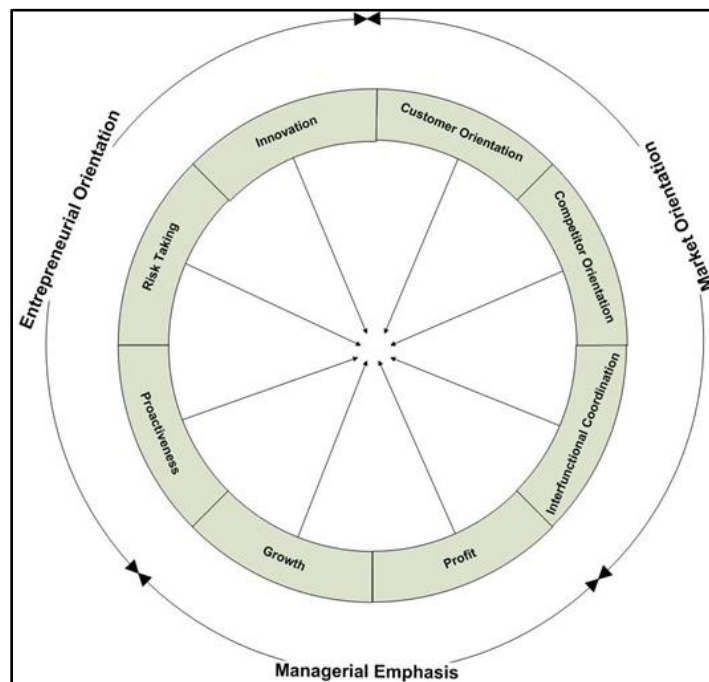 Innovation
Customer Orientation
Entrepreneurial Orientation
Market Orientation
Risk Taking
Competitor Orientation
Proactiveness
Interfunctional Coordination
Growth
Profit
Managerial Emphasis